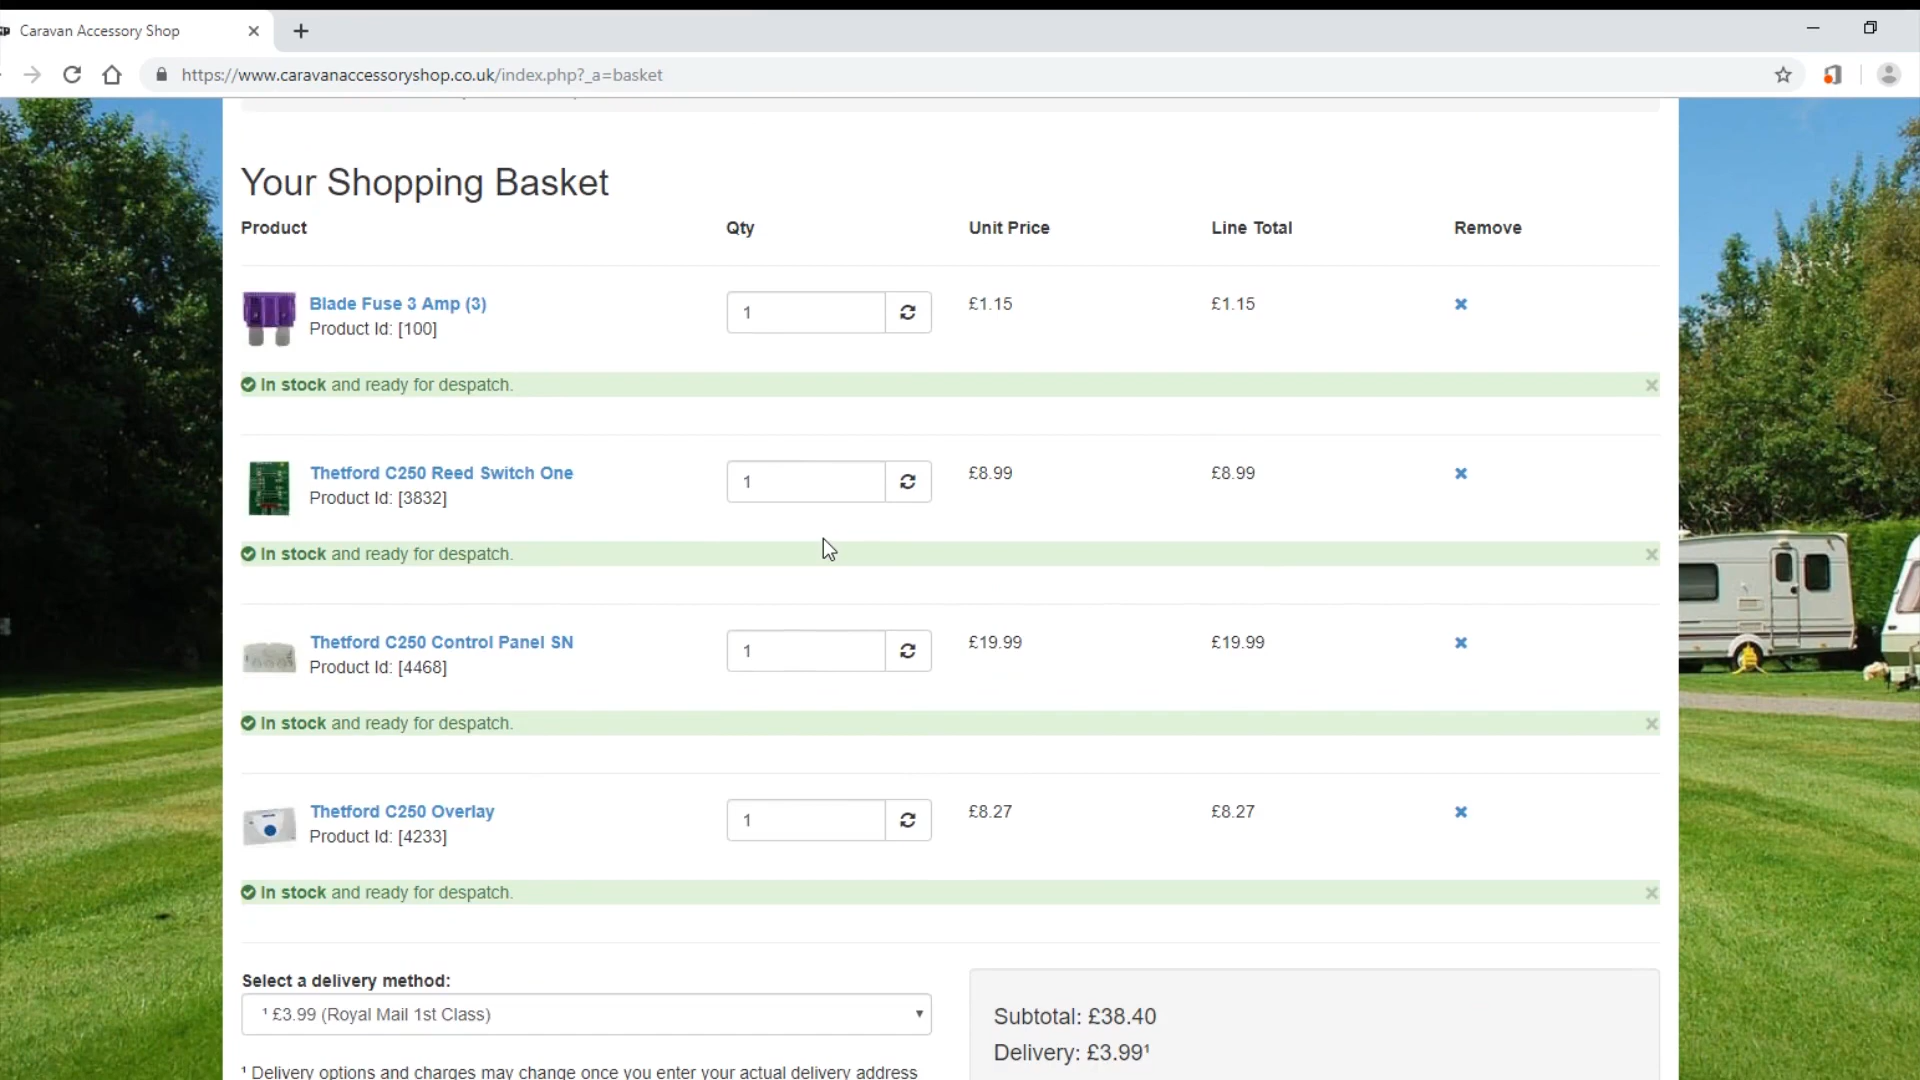 Caravan Accessory Shop
https://www.caravanaccessoryshop.co.uk/index.php?_a=basket
Your Shopping Basket
Product Qty Unit Price Line Total Remove
Blade Fuse 3 Amp (3) 1 £1.15 £1.15
Product Id: [100]
In stock and ready for despatch.
Thetford C250 Reed Switch One 1 £8.99 £8.99
Product Id: [3832]
In stock and ready for despatch.
Thetford C250 Control Panel SN 1 £19.99 £19.99
Product Id: [4468]
In stock and ready for despatch.
Thetford C250 Overlay 1 £8.27 £8.27
Product Id: [4233]
In stock and ready for despatch.
Select a delivery method:
¹ £3.99 (Royal Mail 1st Class)
¹ Delivery options and charges may change once you enter your actual delivery address
Subtotal: £38.40
Delivery: £3.99¹